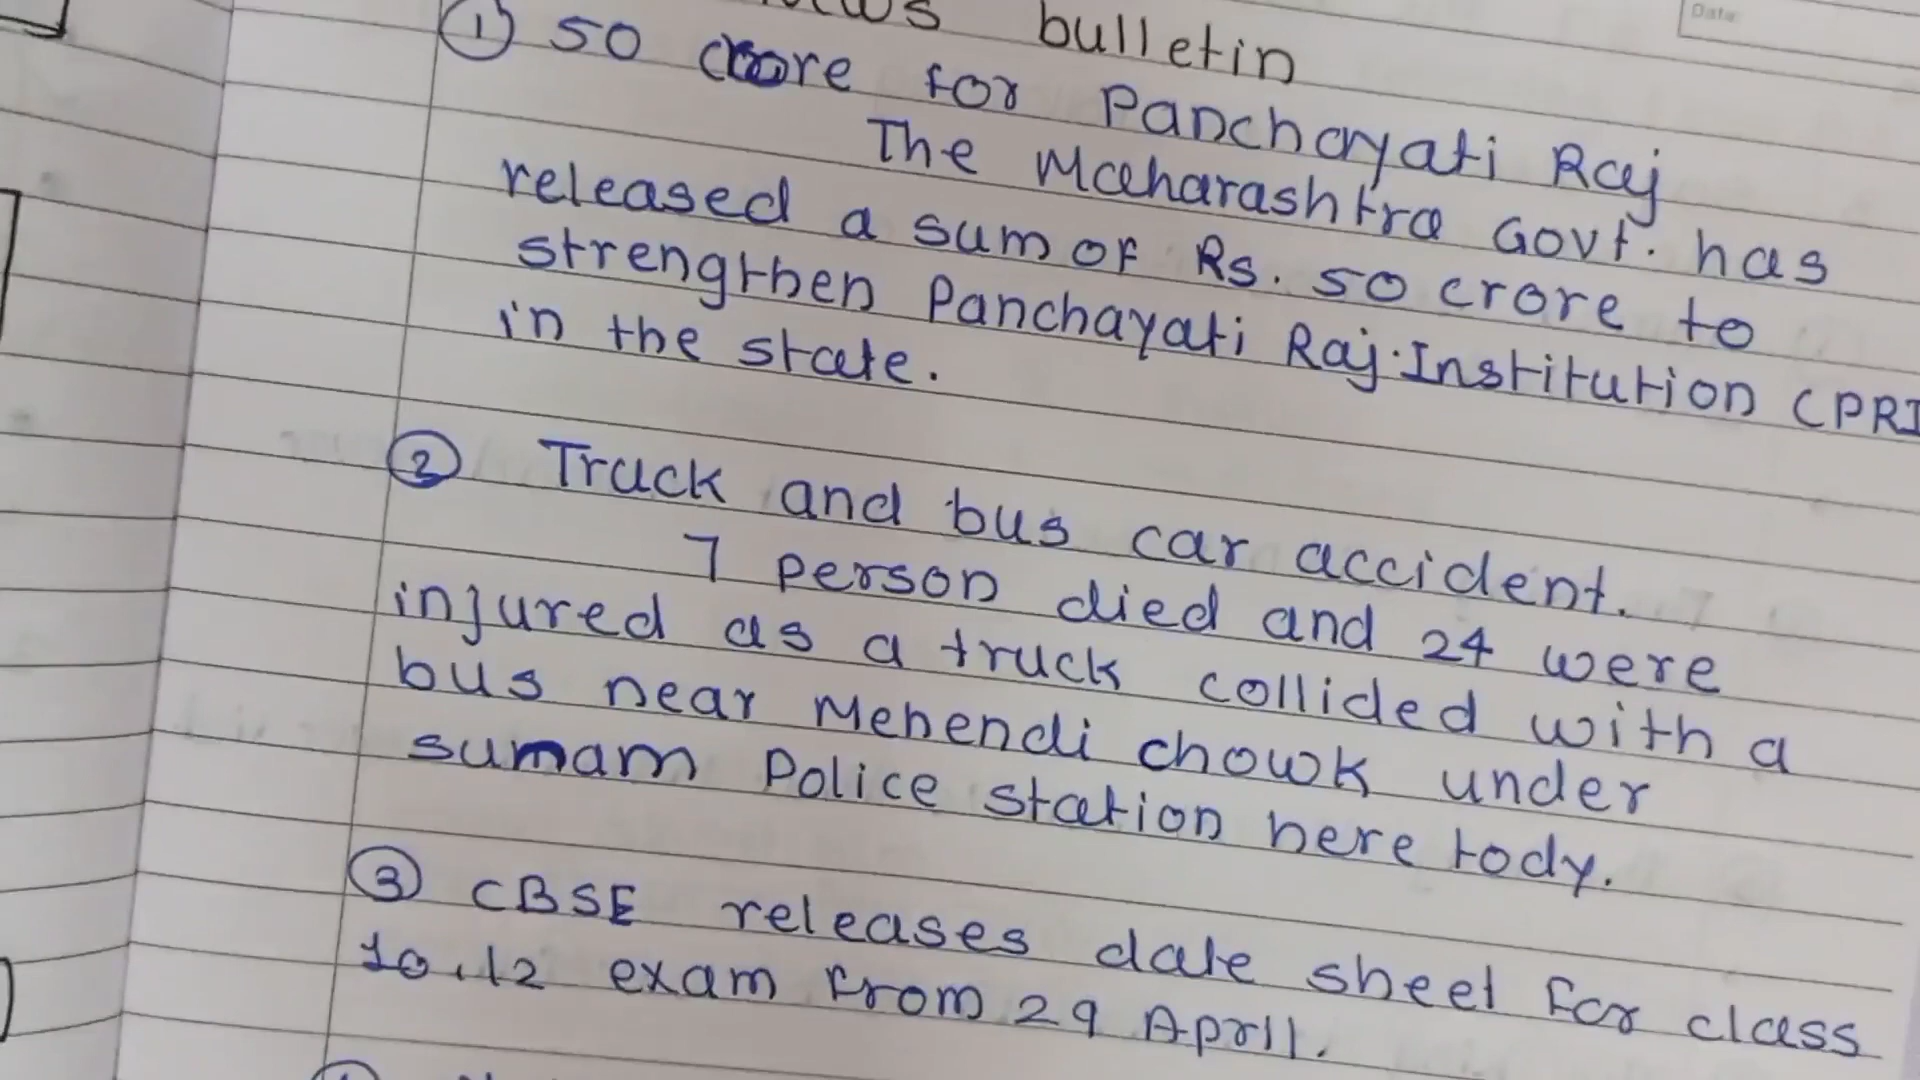 bulletin
Date
① 50 crore for Panchayati Raj
The Maharashtra Govt. has
released a sum of Rs. 50 crore to
strengthen Panchayati Raj Institution (PRI
in the state.
② Truck and bus car accident.
7 person died and 24 were
injured as a truck collided with a
bus near Mehendi chowk under
sumam Police station here tody.
③ CBSE releases date sheet for class
10.12 exam from 29 April.